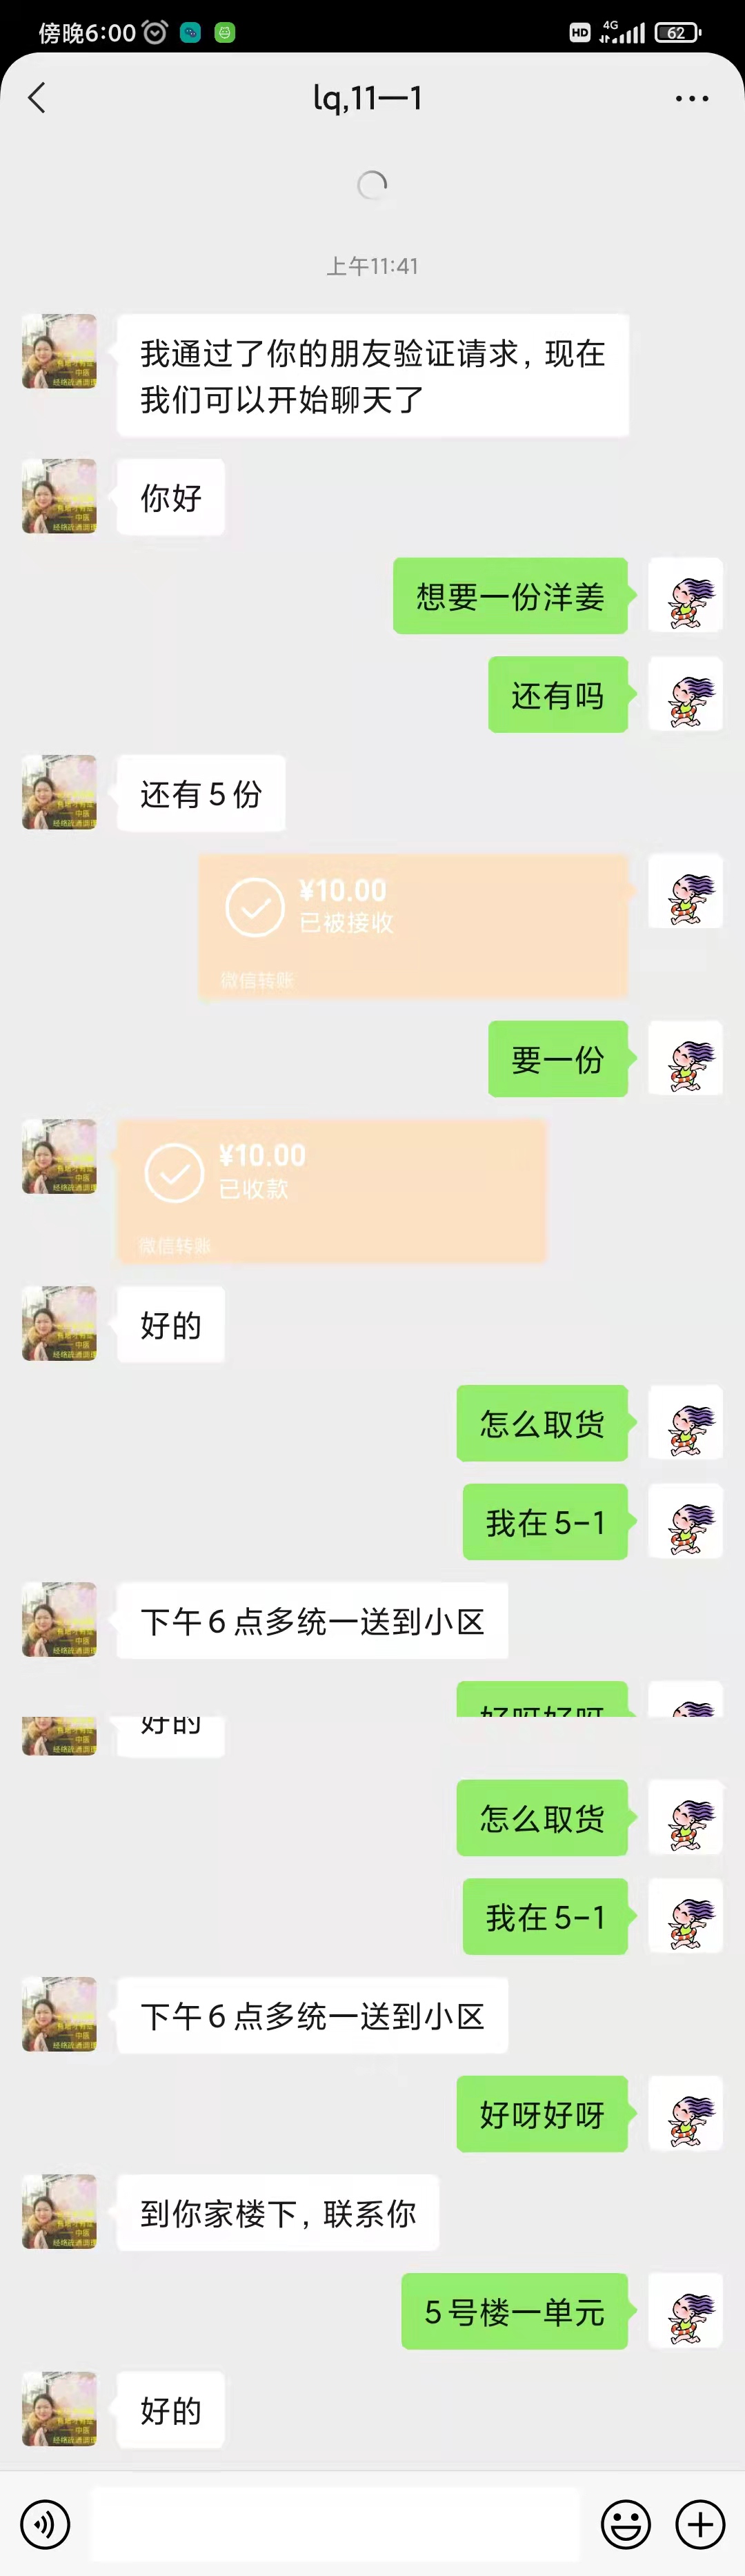 傍晚6:00
HD
4G
62
lq,11一1
上午11:41
我通过了你的朋友验证请求，现在
我们可以开始聊天了
你好
想要一份洋姜
还有吗
还有5份
¥10.00
已被接收
微信转账
要一份
¥10.00
已收款
微信转账
好的
怎么取货
我在5-1
下午6点多统一送到小区
好呀好呀
好的
怎么取货
我在5-1
下午6点多统一送到小区
好呀好呀
到你家楼下，联系你
5号楼一单元
好的